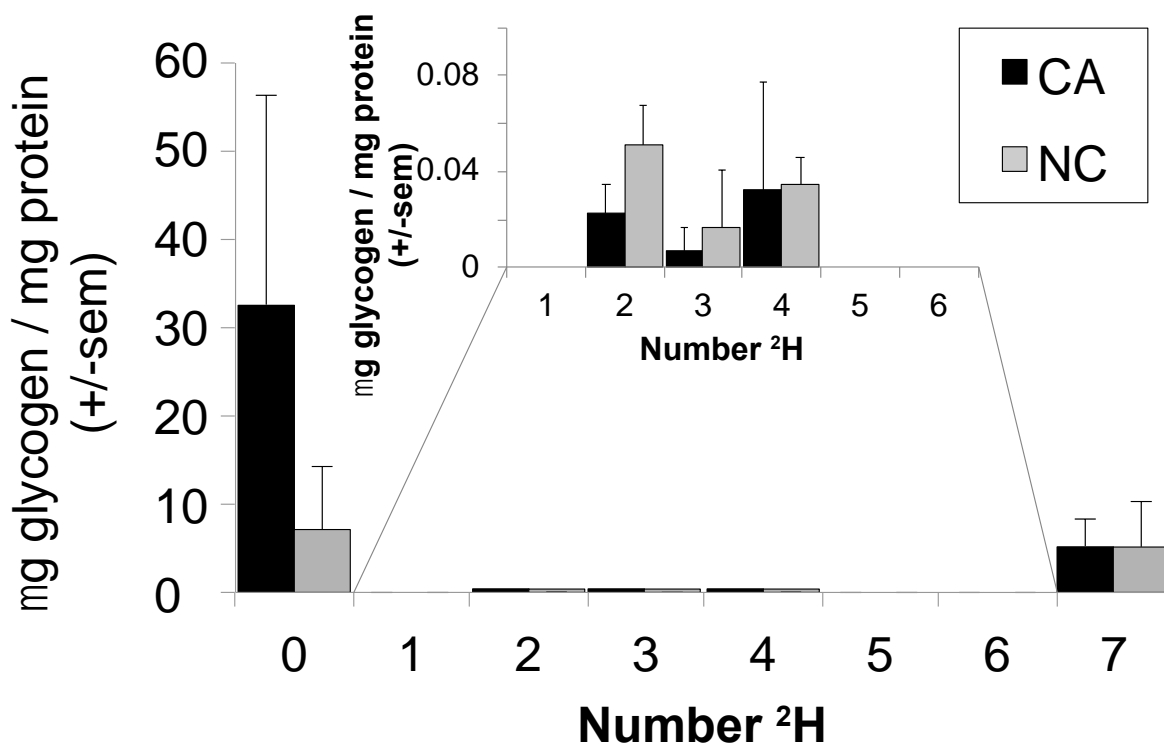 mg glycogen / mg protein
(+/-sem)
60
50
40
30
20
10
0
0 1 2 3 4 5 6 7
Number ²H
mg glycogen / mg protein
(+/-sem)
0.08
0.04
0
1 2 3 4 5 6
Number ²H
CA
NC